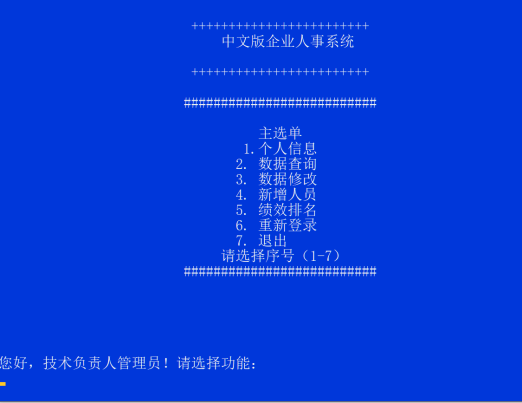 ++++++++++++++++++++++++
中文版企业人事系统
++++++++++++++++++++++++
##########################
主选单
1.个人信息
2. 数据查询
3. 数据修改
4. 新增人员
5. 绩效排名
6. 重新登录
7. 退出
请选择序号（1-7）
##########################
您好，技术负责人管理员！请选择功能：